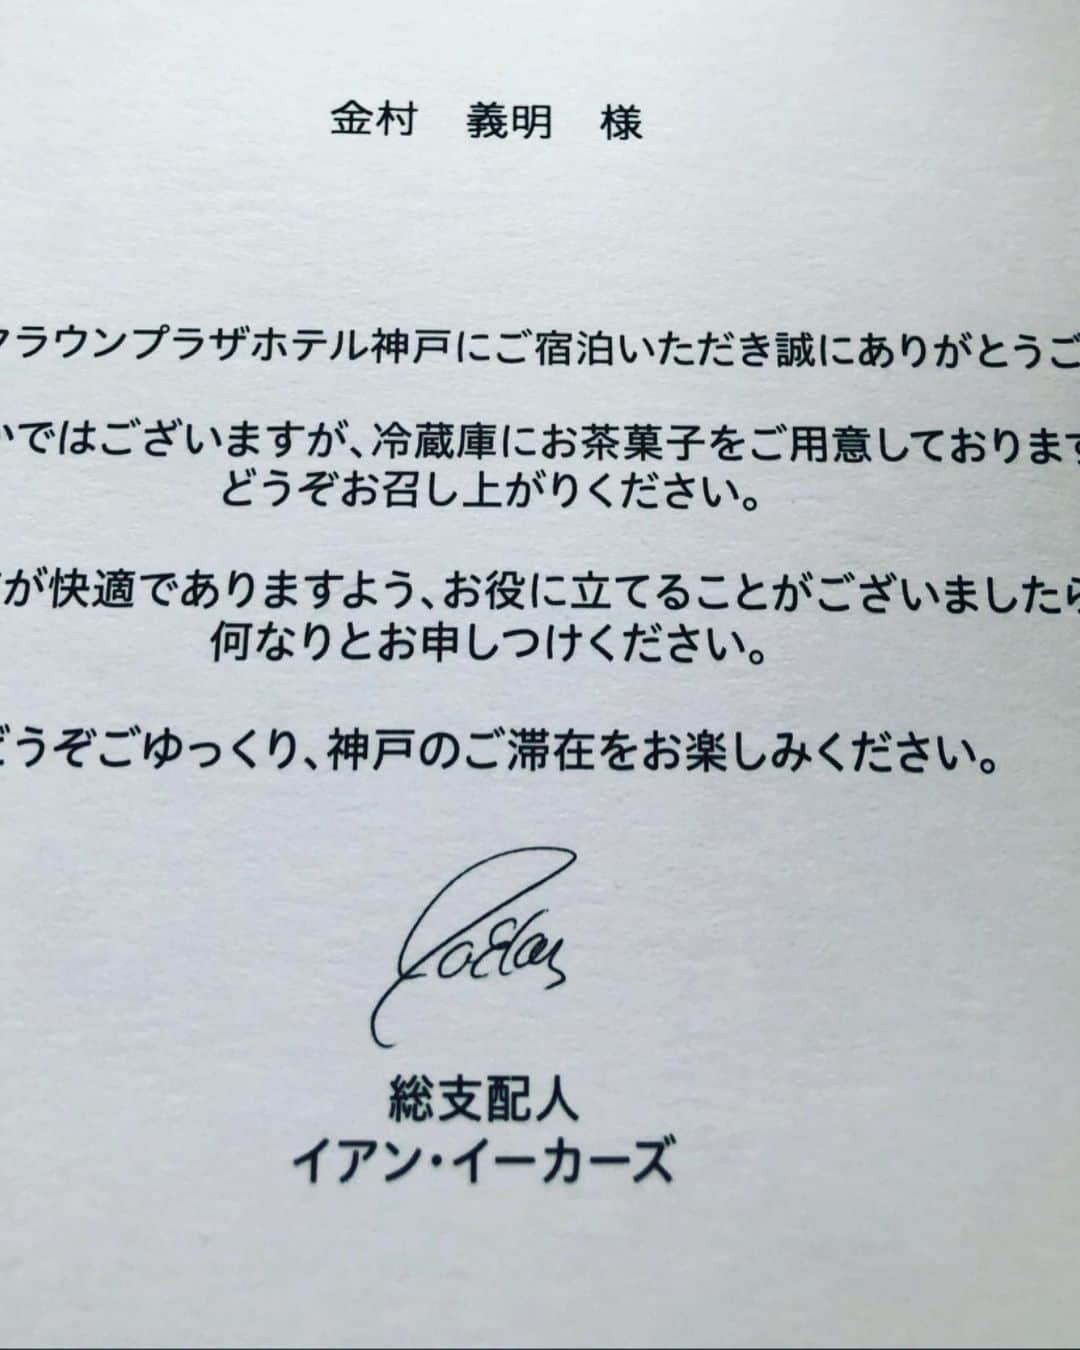 金村　義明　様
クラウンプラザホテル神戸にご宿泊いただき誠にありがとうご
かではございますが、冷蔵庫にお茶菓子をご用意しております
どうぞお召し上がりください。
が快適でありますよう、お役に立てることがございましたら
何なりとお申しつけください。
どうぞごゆっくり、神戸のご滞在をお楽しみください。
総支配人
イアン・イーカーズ